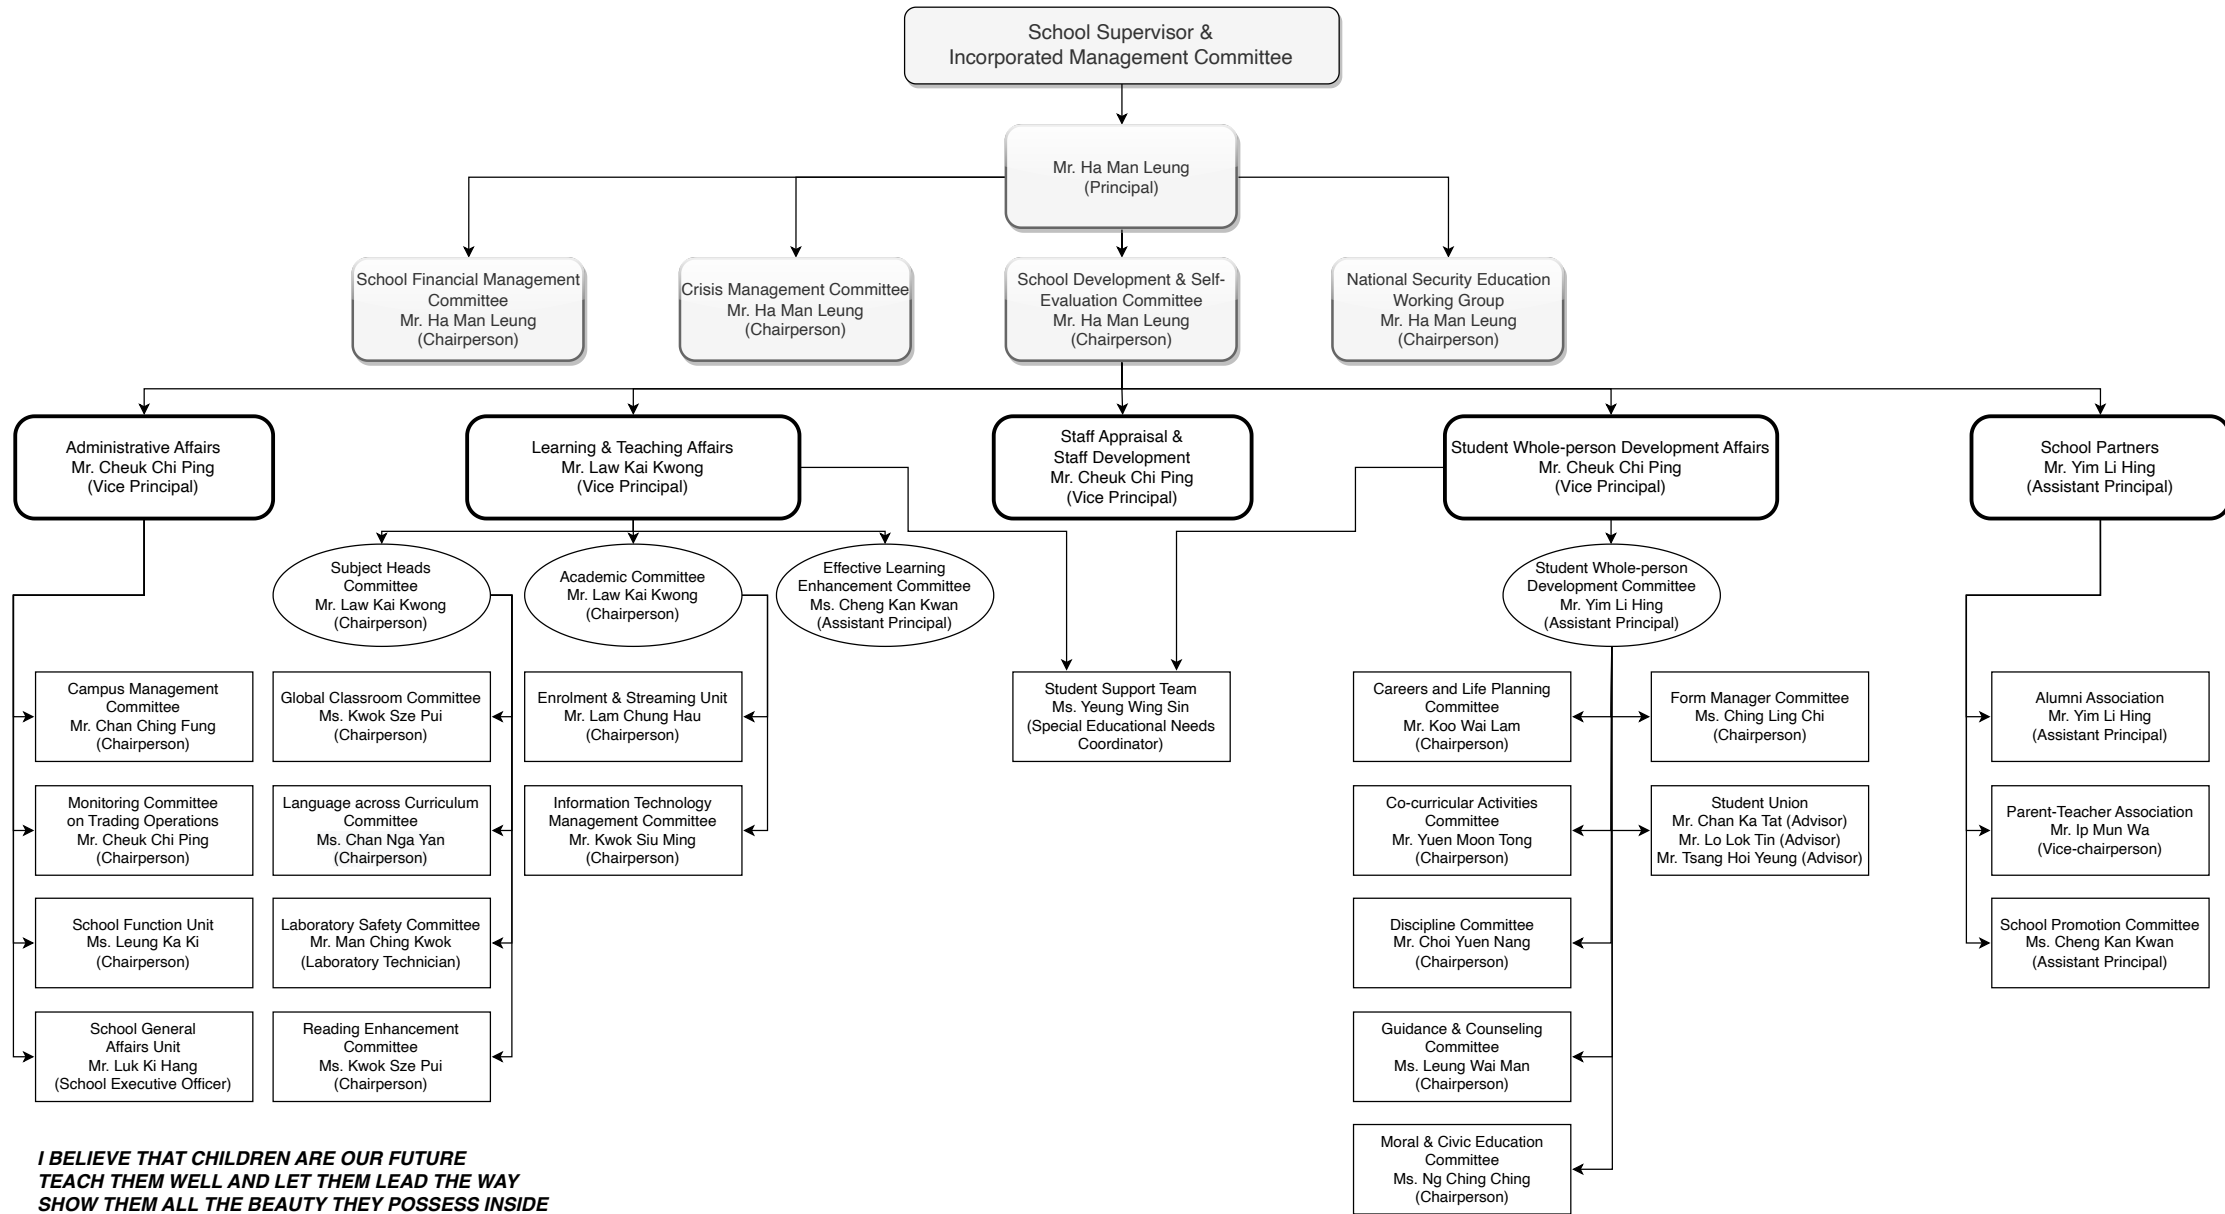 School Supervisor &
Incorporated Management Committee
Mr. Ha Man Leung
(Principal)
School Financial Management
Committee
Mr. Ha Man Leung
(Chairperson)
Crisis Management Committee
Mr. Ha Man Leung
(Chairperson)
School Development & Self-
Evaluation Committee
Mr. Ha Man Leung
(Chairperson)
National Security Education
Working Group
Mr. Ha Man Leung
(Chairperson)
Administrative Affairs
Mr. Cheuk Chi Ping
(Vice Principal)
Learning & Teaching Affairs
Mr. Law Kai Kwong
(Vice Principal)
Staff Appraisal &
Staff Development
Mr. Cheuk Chi Ping
(Vice Principal)
Student Whole-person Development Affairs
Mr. Cheuk Chi Ping
(Vice Principal)
School Partners
Mr. Yim Li Hing
(Assistant Principal)
Subject Heads
Committee
Mr. Law Kai Kwong
(Chairperson)
Academic Committee
Mr. Law Kai Kwong
(Chairperson)
Effective Learning
Enhancement Committee
Ms. Cheng Kan Kwan
(Assistant Principal)
Student Whole-person
Development Committee
Mr. Yim Li Hing
(Assistant Principal)
Campus Management
Committee
Mr. Chan Ching Fung
(Chairperson)
Global Classroom Committee
Ms. Kwok Sze Pui
(Chairperson)
Enrolment & Streaming Unit
Mr. Lam Chung Hau
(Chairperson)
Student Support Team
Ms. Yeung Wing Sin
(Special Educational Needs
Coordinator)
Careers and Life Planning
Committee
Mr. Koo Wai Lam
(Chairperson)
Form Manager Committee
Ms. Ching Ling Chi
(Chairperson)
Alumni Association
Mr. Yim Li Hing
(Assistant Principal)
Monitoring Committee
on Trading Operations
Mr. Cheuk Chi Ping
(Chairperson)
Language across Curriculum
Committee
Ms. Chan Nga Yan
(Chairperson)
Information Technology
Management Committee
Mr. Kwok Siu Ming
(Chairperson)
Co-curricular Activities
Committee
Mr. Yuen Moon Tong
(Chairperson)
Student Union
Mr. Chan Ka Tat (Advisor)
Mr. Lo Lok Tin (Advisor)
Mr. Tsang Hoi Yeung (Advisor)
Parent-Teacher Association
Mr. Ip Mun Wa
(Vice-chairperson)
School Function Unit
Ms. Leung Ka Ki
(Chairperson)
Laboratory Safety Committee
Mr. Man Ching Kwok
(Laboratory Technician)
Discipline Committee
Mr. Choi Yuen Nang
(Chairperson)
School Promotion Committee
Ms. Cheng Kan Kwan
(Assistant Principal)
School General
Affairs Unit
Mr. Luk Ki Hang
(School Executive Officer)
Reading Enhancement
Committee
Ms. Kwok Sze Pui
(Chairperson)
Guidance & Counseling
Committee
Ms. Leung Wai Man
(Chairperson)
Moral & Civic Education
Committee
Ms. Ng Ching Ching
(Chairperson)
I BELIEVE THAT CHILDREN ARE OUR FUTURE
TEACH THEM WELL AND LET THEM LEAD THE WAY
SHOW THEM ALL THE BEAUTY THEY POSSESS INSIDE